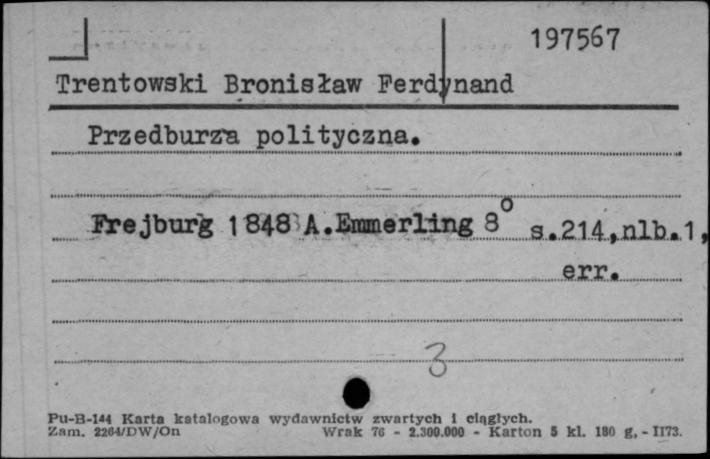 197567
Trentowski Bronisław Ferdynand
Przedburza polityczna.
Frejburg 1848 A.Emmerling 8° s.214,nlb.1,
err.
3
Pu-B-144 Karta katalogowa wydawnictw zwartych i ciągłych.
Zam. 2264/DW/On Wrak 76 - 2.300.000 - Karton 5 kl. 180 g, - II73.